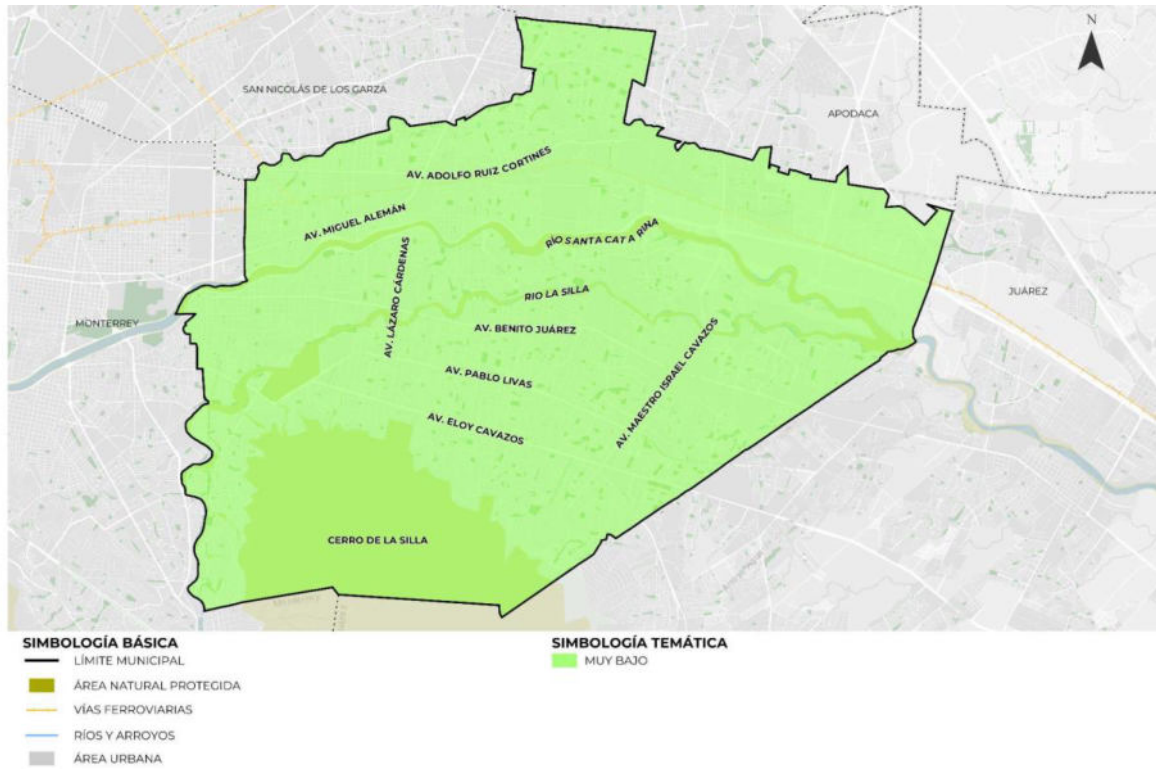 N
SAN NICOLÁS DE LOS GARZA
APODACA
AV. ADOLFO RUIZ CORTINES
AV. MIGUEL ALEMÁN
RÍO SANTA CATARINA
AV. LÁZARO CÁRDENAS
RIO LA SILLA
JUÁREZ
MONTERREY
AV. BENITO JUÁREZ
AV. MAESTRO ISRAEL CAVAZOS
AV. PABLO LIVAS
AV. ELOY CAVAZOS
CERRO DE LA SILLA
SIMBOLOGÍA BÁSICA
LÍMITE MUNICIPAL
ÁREA NATURAL PROTEGIDA
VÍAS FERROVIARIAS
RÍOS Y ARROYOS
ÁREA URBANA
SIMBOLOGÍA TEMÁTICA
MUY BAJO